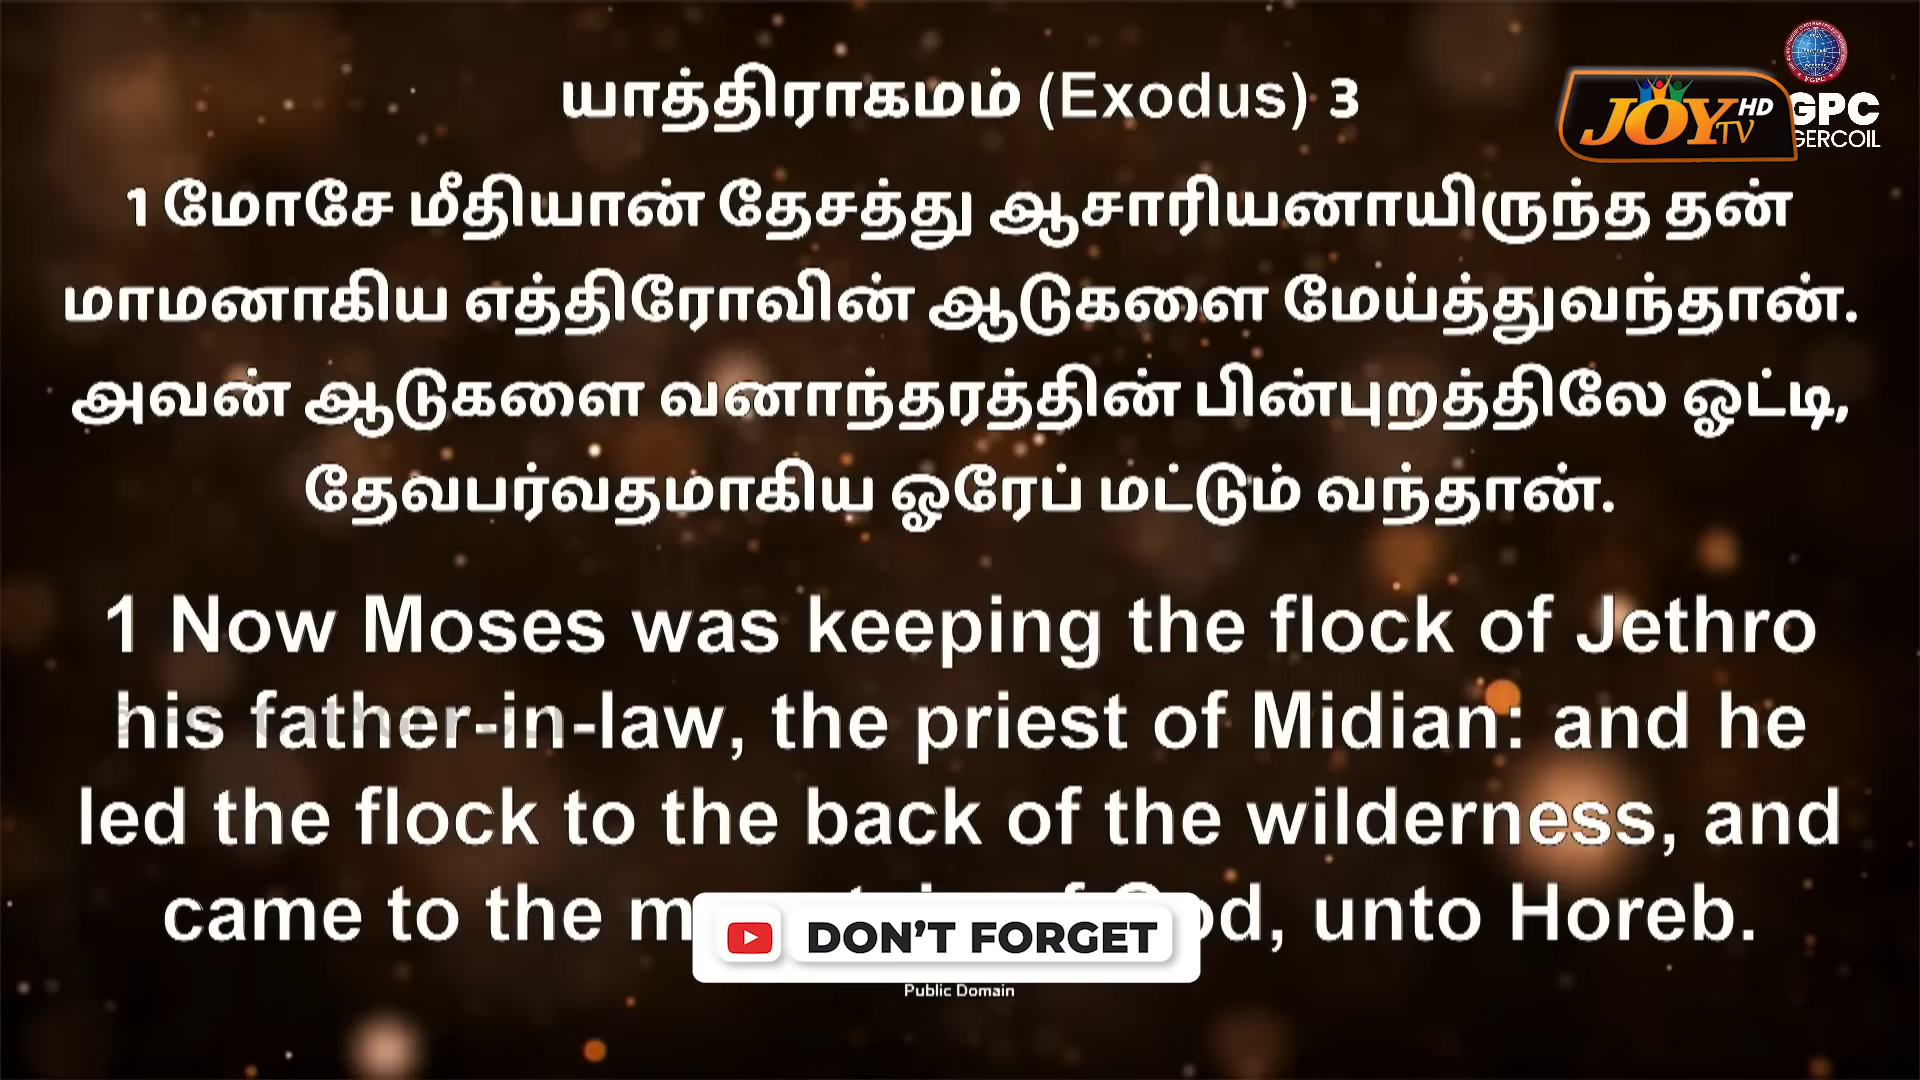 யாத்திராகமம் (Exodus) 3
JOY TV HD
GPC
GERCOIL
1 மோசே மீதியான் தேசத்து ஆசாரியனாயிருந்த தன்
மாமனாகிய எத்திரோவின் ஆடுகளை மேய்த்துவந்தான்.
அவன் ஆடுகளை வனாந்தரத்தின் பின்புறத்திலே ஓட்டி,
தேவபர்வதமாகிய ஓரேப் மட்டும் வந்தான்.
1 Now Moses was keeping the flock of Jethro
his father-in-law, the priest of Midian: and he
led the flock to the back of the wilderness, and
came to the unto Horeb.
DON'T FORGET
Public Domain